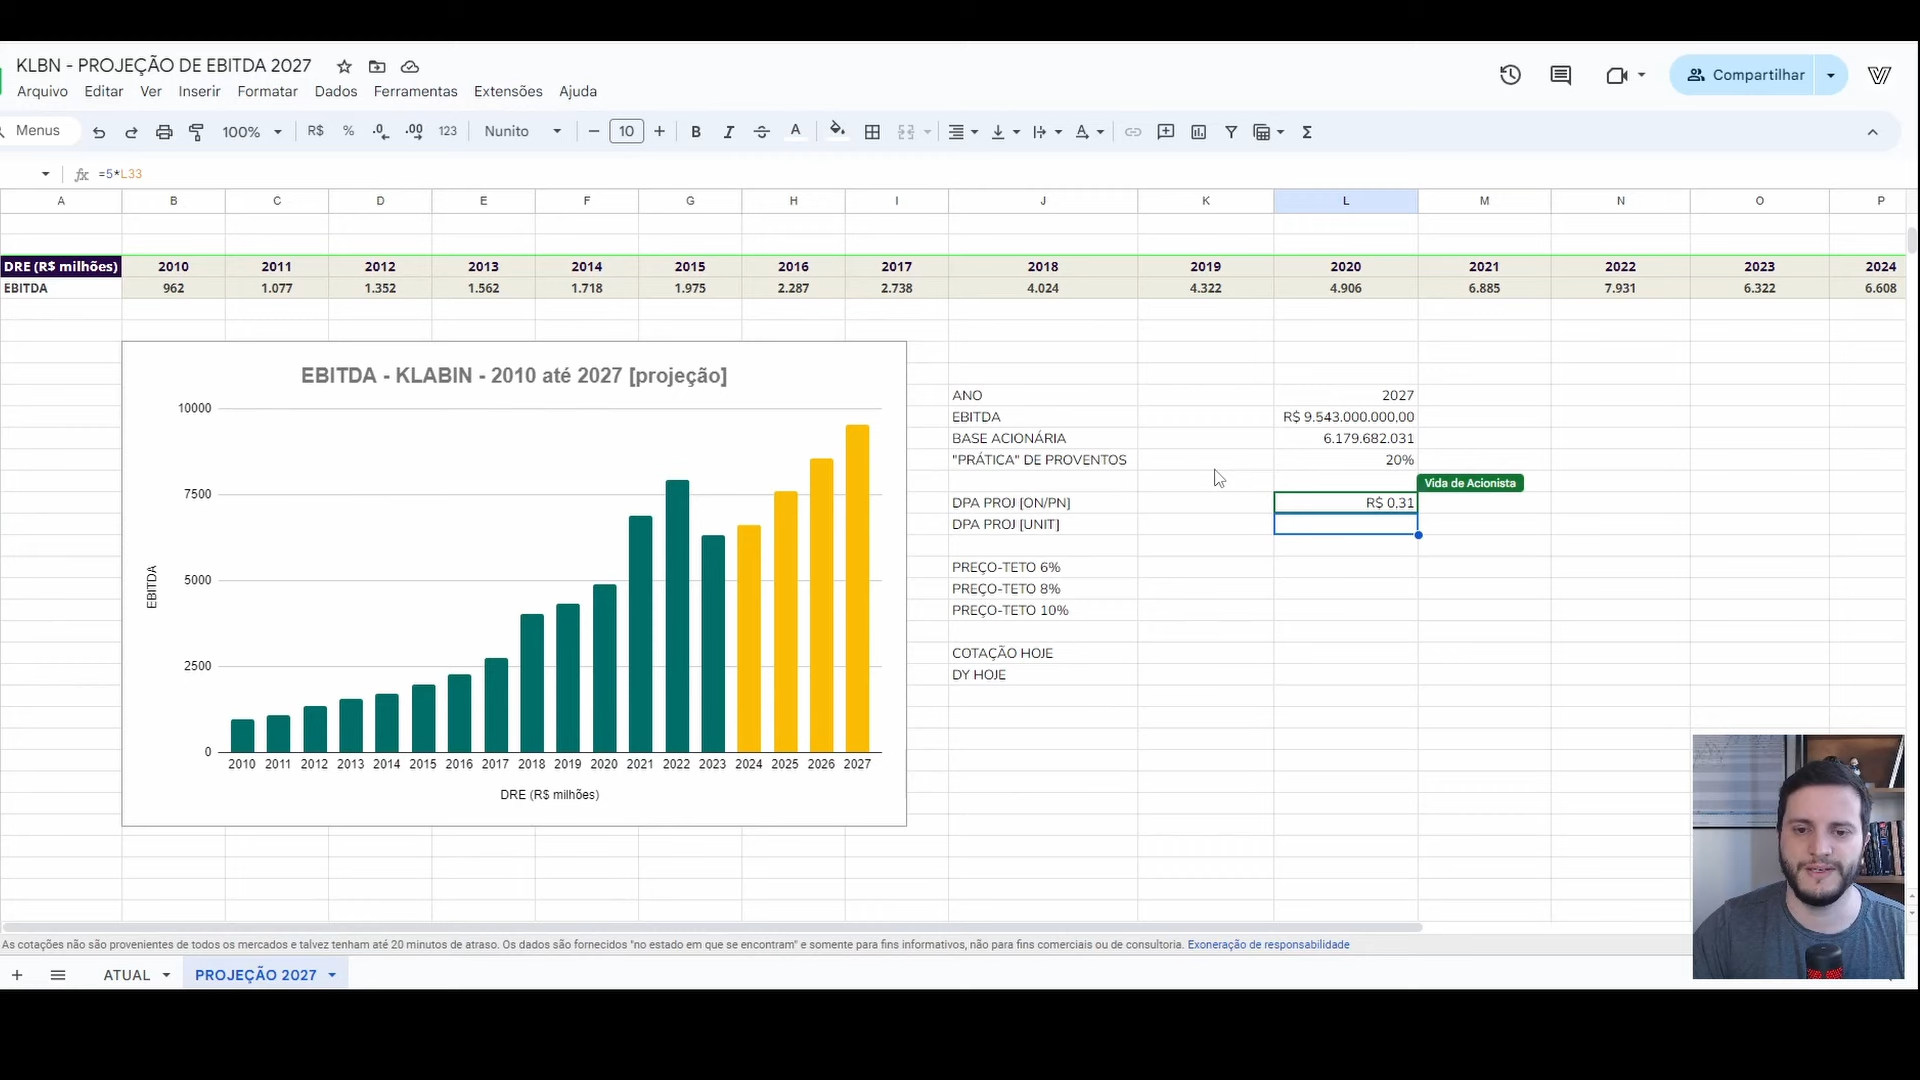 KLBN - PROJEÇÃO DE EBITDA 2027
Arquivo Editar Ver Inserir Formatar Dados Ferramentas Extensões Ajuda
Compartilhar
Menus 100% R$ % .0 .00 123 Nunito 10
=5*L33
A B C D E F G H I J K L M N O P
DRE (R$ milhões) 2010 2011 2012 2013 2014 2015 2016 2017 2018 2019 2020 2021 2022 2023 2024
EBITDA 962 1.077 1.352 1.562 1.718 1.975 2.287 2.738 4.024 4.322 4.906 6.885 7.931 6.322 6.608
EBITDA - KLABIN - 2010 até 2027 [projeção]
10000
7500
5000
2500
0
EBITDA
2010 2011 2012 2013 2014 2015 2016 2017 2018 2019 2020 2021 2022 2023 2024 2025 2026 2027
DRE (R$ milhões)
ANO 2027
EBITDA R$ 9.543.000.000,00
BASE ACIONÁRIA 6.179.682.031
"PRÁTICA" DE PROVENTOS 20%
Vida de Acionista
DPA PROJ [ON/PN] R$ 0,31
DPA PROJ [UNIT]
PREÇO-TETO 6%
PREÇO-TETO 8%
PREÇO-TETO 10%
COTAÇÃO HOJE
DY HOJE
As cotações não são provenientes de todos os mercados e talvez tenham até 20 minutos de atraso. Os dados são fornecidos "no estado em que se encontram" e somente para fins informativos, não para fins comerciais ou de consultoria. Exoneração de responsabilidade
ATUAL PROJEÇÃO 2027